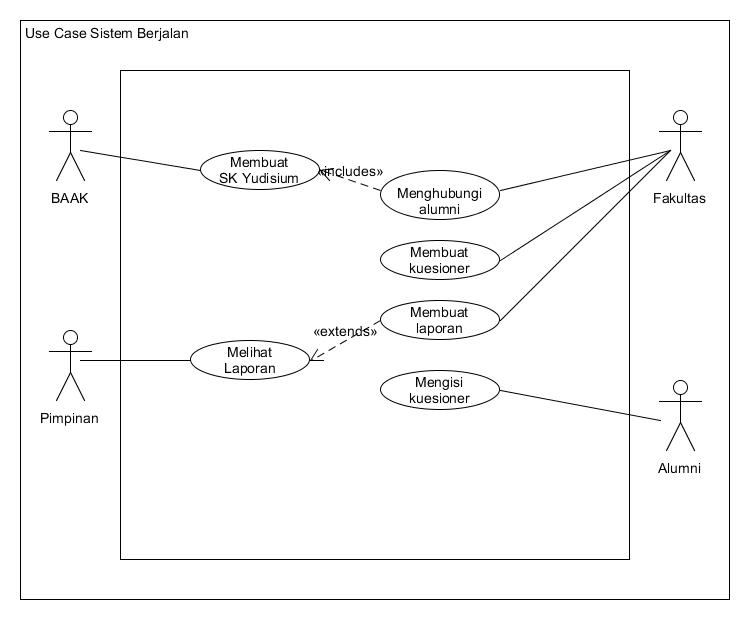 Use Case Sistem Berjalan
Membuat
SK Yudisium
«includes»
Menghubungi
alumni
BAAK
Fakultas
Membuat
kuesioner
Membuat
laporan
«extends»
Melihat
Laporan
Mengisi
kuesioner
Pimpinan
Alumni